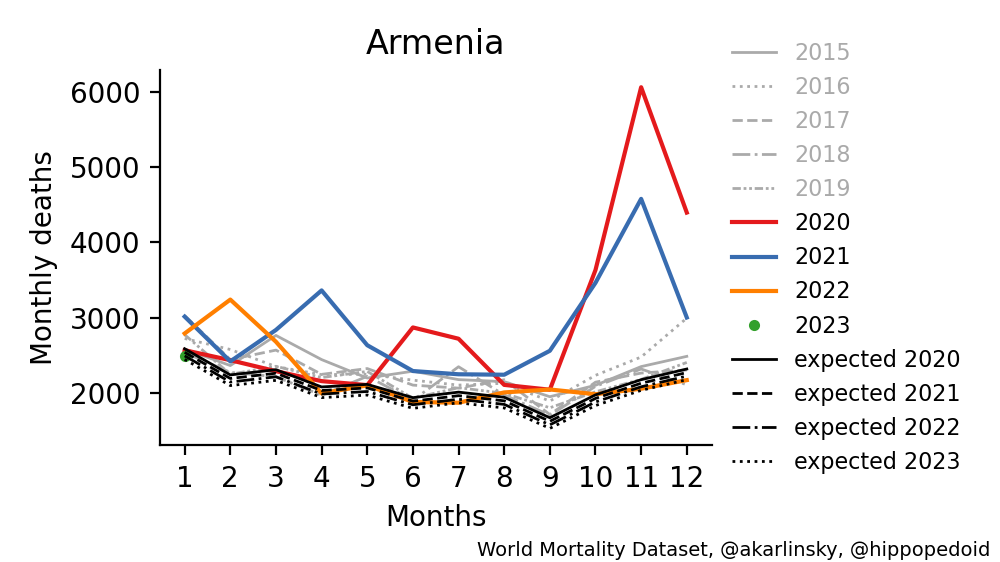 Armenia
Monthly deaths
6000
5000
4000
3000
2000
1 2 3 4 5 6 7 8 9 10 11 12
Months
2015
2016
2017
2018
2019
2020
2021
2022
2023
expected 2020
expected 2021
expected 2022
expected 2023
World Mortality Dataset, @akarlinsky, @hippopedoid